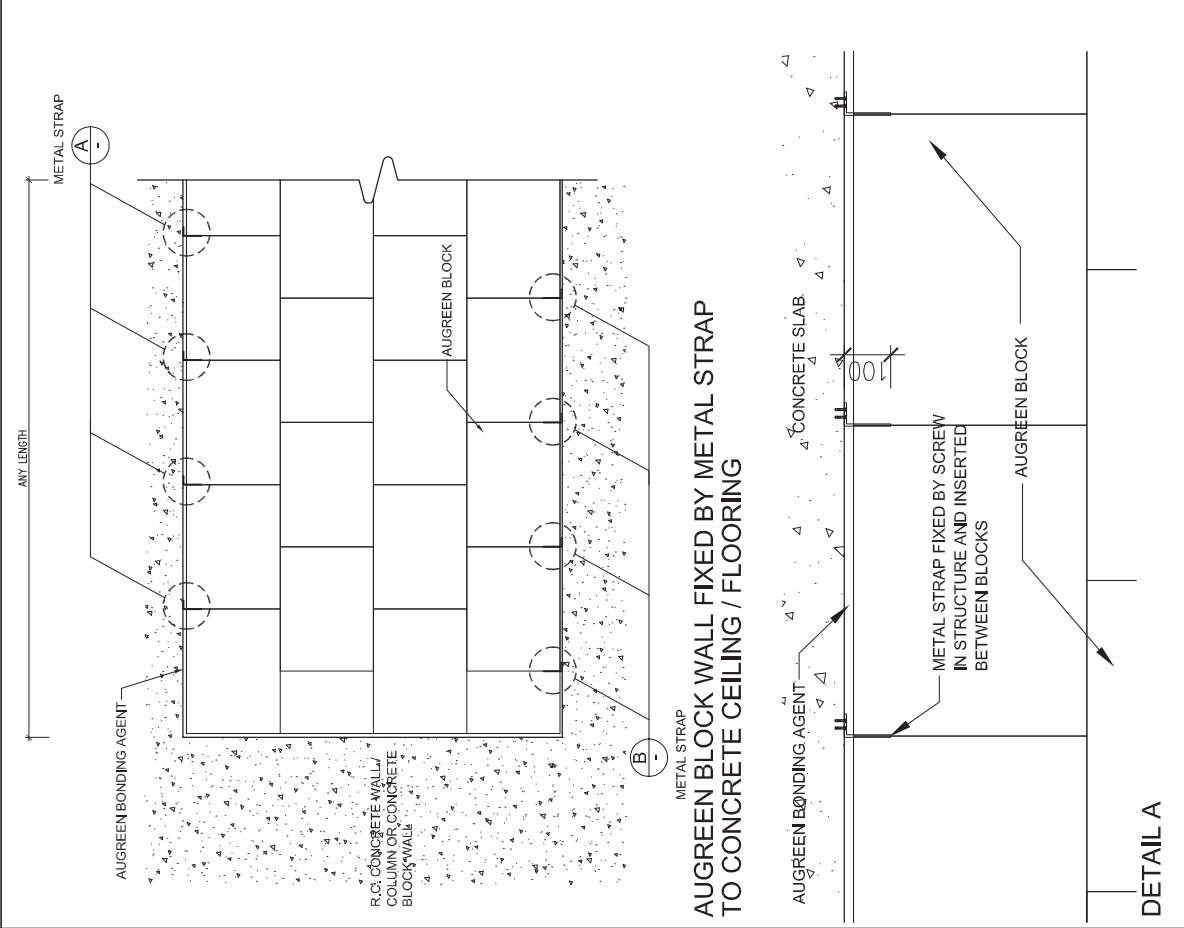 ANY LENGTH
METAL STRAP
A
-
AUGREEN BONDING AGENT
AUGREEN BLOCK
R.C. CONCRETE WALL/
COLUMN OR CONCRETE
BLOCK WALL
B
-
METAL STRAP
AUGREEN BLOCK WALL FIXED BY METAL STRAP
TO CONCRETE CEILING / FLOORING
AUGREEN BONDING AGENT
CONCRETE SLAB
100
METAL STRAP FIXED BY SCREW
IN STRUCTURE AND INSERTED
BETWEEN BLOCKS
AUGREEN BLOCK
DETAIL A